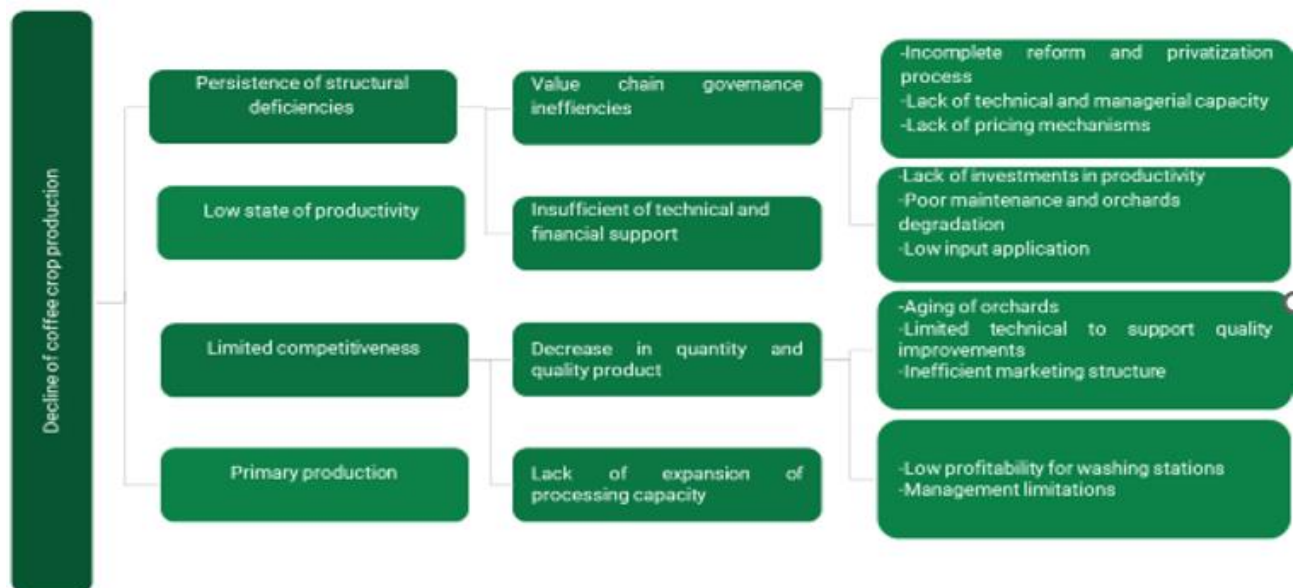 Decline of coffee crop production
Persistence of structural
deficiencies
Low state of productivity
Limited competitiveness
Primary production
Value chain governance
ineffiencies
Insufficient of technical and
financial support
Decrease in quantity and
quality product
Lack of expansion of
processing capacity
-Incomplete reform and privatization
process
-Lack of technical and managerial capacity
-Lack of pricing mechanisms
-Lack of investments in productivity
-Poor maintenance and orchards
degradation
-Low input application
-Aging of orchards
-Limited technical to support quality
improvements
-Inefficient marketing structure
-Low profitability for washing stations
-Management limitations